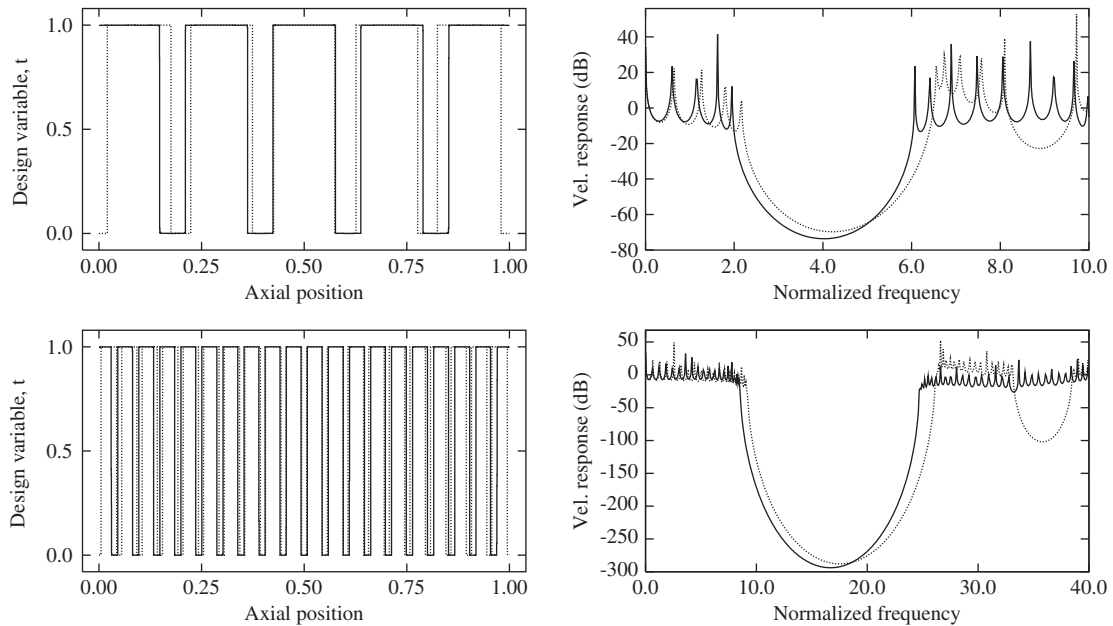 Design variable, t
1.0
0.5
0.0
0.00 0.25 0.50 0.75 1.00
Axial position
Vel. response (dB)
40
20
0
-20
-40
-60
-80
0.0 2.0 4.0 6.0 8.0 10.0
Normalized frequency
Design variable, t
1.0
0.5
0.0
0.00 0.25 0.50 0.75 1.00
Axial position
Vel. response (dB)
50
0
-50
-100
-150
-200
-250
-300
0.0 10.0 20.0 30.0 40.0
Normalized frequency